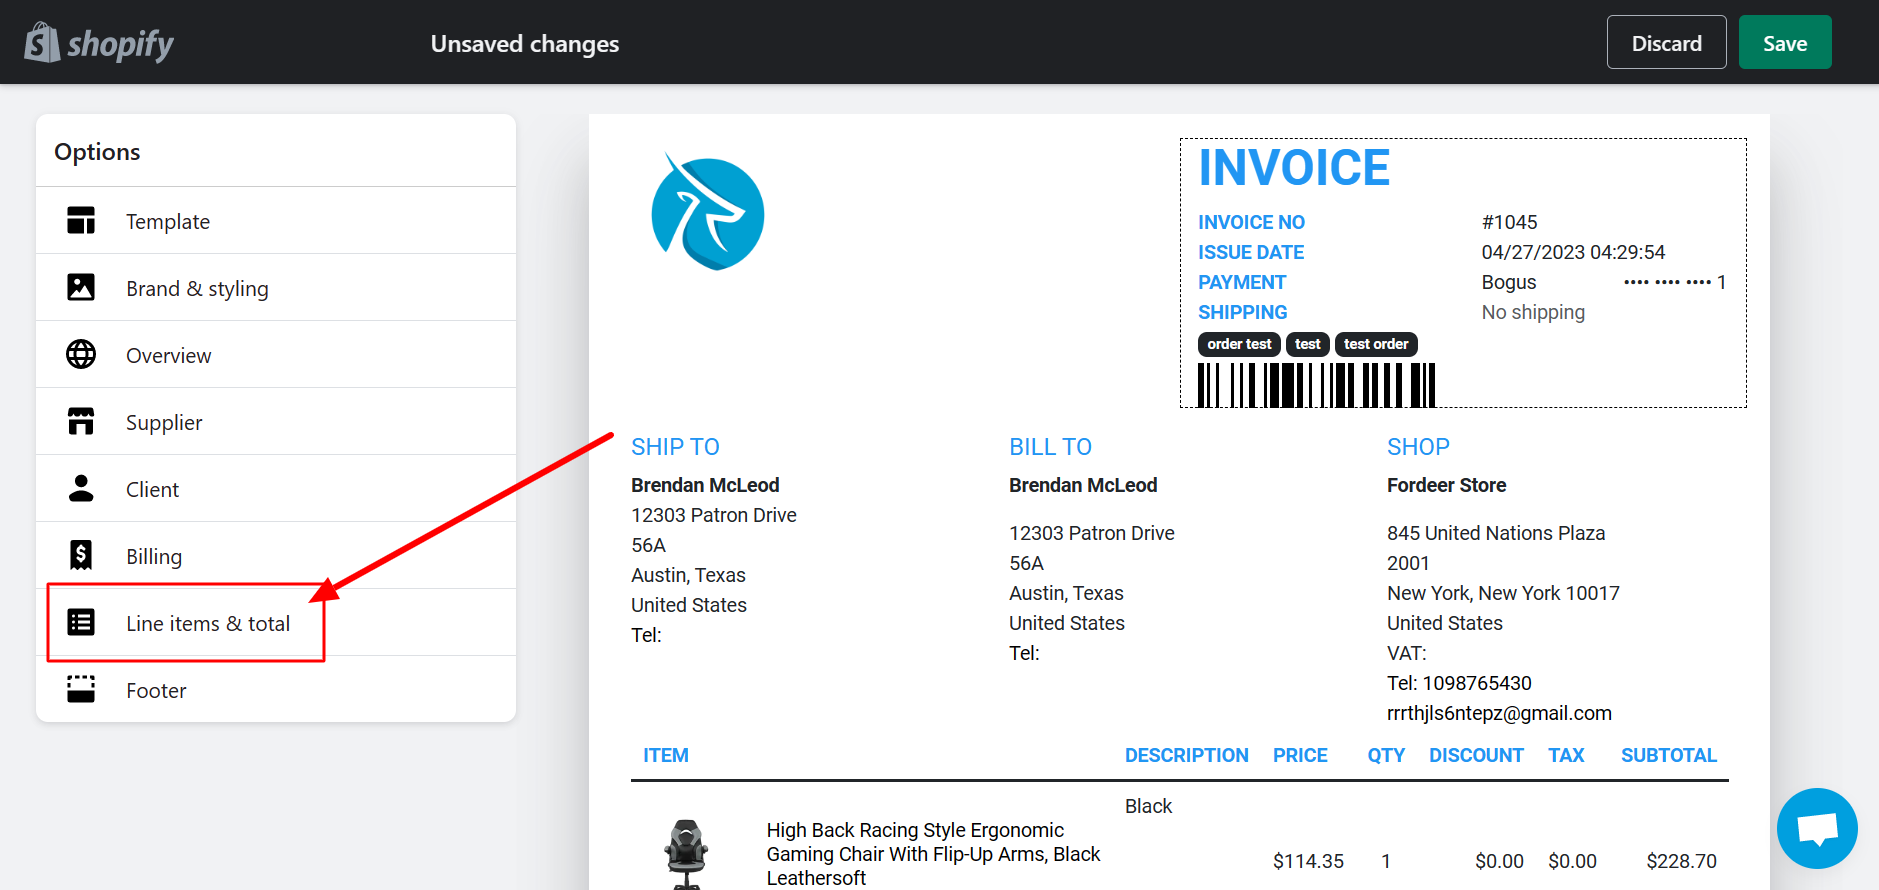 shopify
Unsaved changes
Discard
Save
Options
Template
Brand & styling
Overview
Supplier
Client
Billing
Line items & total
Footer
INVOICE
INVOICE NO #1045
ISSUE DATE 04/27/2023 04:29:54
PAYMENT Bogus •••• •••• •••• 1
SHIPPING No shipping
order test test test order
SHIP TO
Brendan McLeod
12303 Patron Drive
56A
Austin, Texas
United States
Tel:
BILL TO
Brendan McLeod
12303 Patron Drive
56A
Austin, Texas
United States
Tel:
SHOP
Fordeer Store
845 United Nations Plaza
2001
New York, New York 10017
United States
VAT:
Tel: 1098765430
rrrthjls6ntepz@gmail.com
ITEM DESCRIPTION PRICE QTY DISCOUNT TAX SUBTOTAL
Black
High Back Racing Style Ergonomic
Gaming Chair With Flip-Up Arms, Black
Leathersoft
$114.35 1 $0.00 $0.00 $228.70